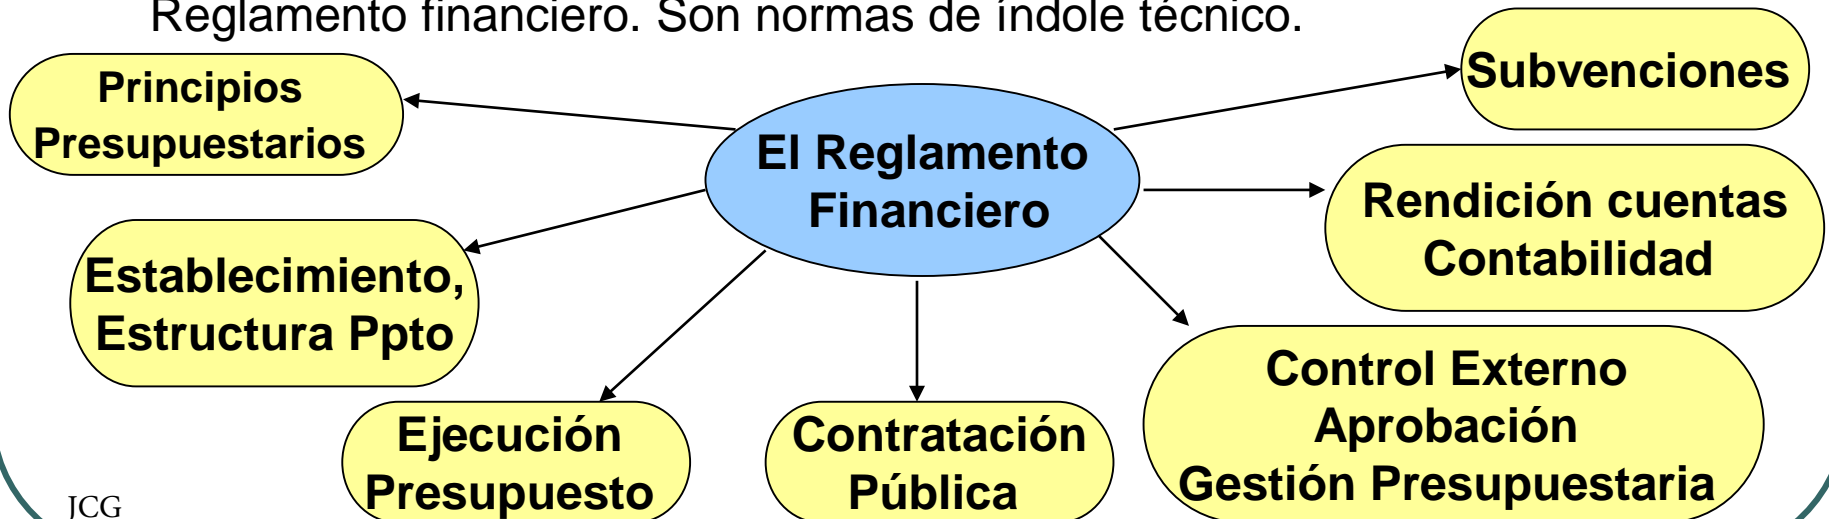 Reglamento financiero. Son normas de índole técnico.
Principios
Presupuestarios
El Reglamento
Financiero
Subvenciones
Rendición cuentas
Contabilidad
Establecimiento,
Estructura Ppto
Ejecución
Presupuesto
Contratación
Pública
Control Externo
Aprobación
Gestión Presupuestaria
JCG